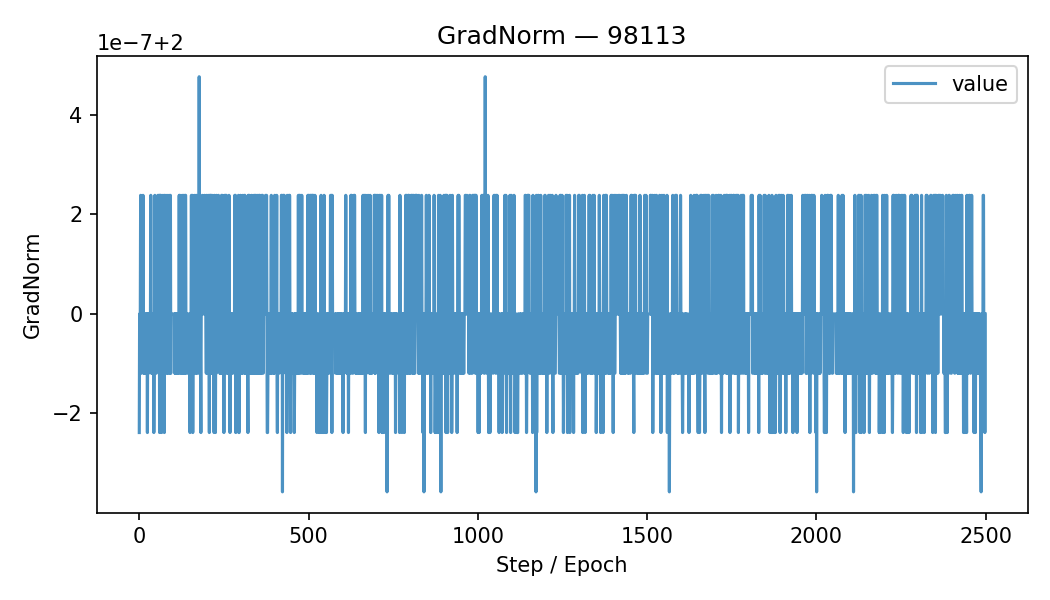 GradNorm — 98113
1e−7+2
value
4
2
0
−2
GradNorm
0 500 1000 1500 2000 2500
Step / Epoch